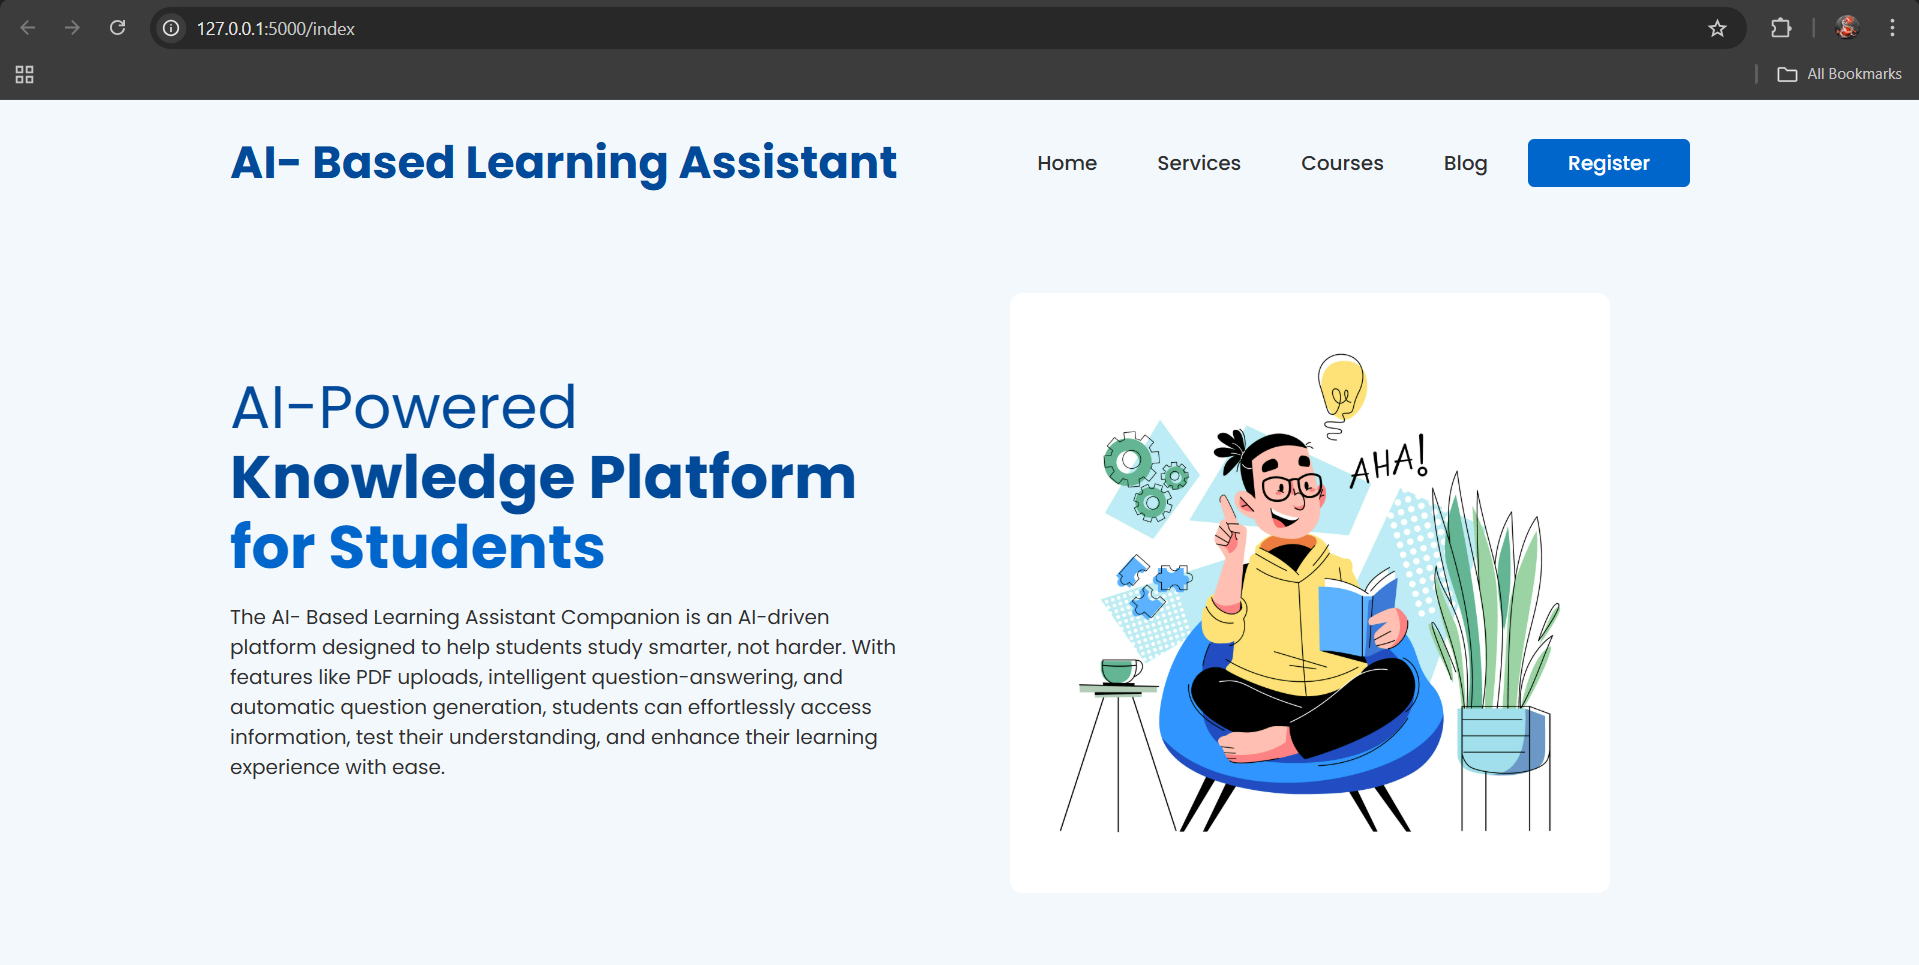 127.0.0.1:5000/index
All Bookmarks
AI- Based Learning Assistant
Home
Services
Courses
Blog
Register
AI-Powered
Knowledge Platform
for Students
The AI- Based Learning Assistant Companion is an AI-driven
platform designed to help students study smarter, not harder. With
features like PDF uploads, intelligent question-answering, and
automatic question generation, students can effortlessly access
information, test their understanding, and enhance their learning
experience with ease.
AHA!